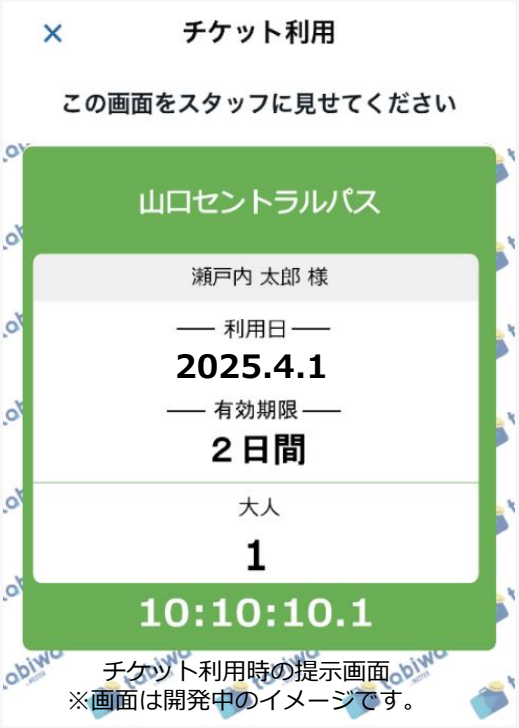 ×
チケット利用
この画面をスタッフに見せてください
山口セントラルパス
瀬戸内 太郎 様
利用日
2025.4.1
有効期限
２日間
大人
1
10:10:10.1
tabiwa
チケット利用時の提示画面
※画面は開発中のイメージです。